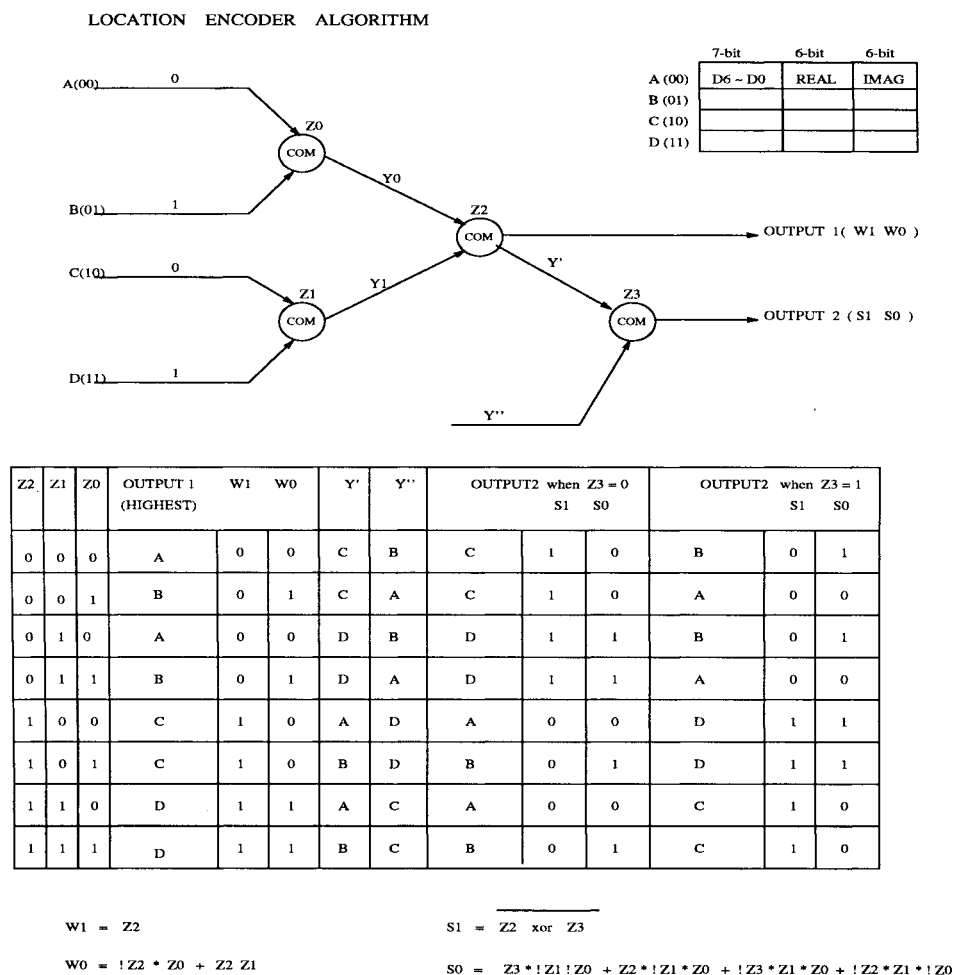 LOCATION ENCODER ALGORITHM
7-bit 6-bit 6-bit
A (00) D6 ~ D0 REAL IMAG
B (01)
C (10)
D (11)
A(00) 0
Z0
COM
Y0
B(01) 1
Z2
COM
OUTPUT 1( W1 W0 )
C(10) 0
Y1
Y'
Z1
COM
Z3
COM
OUTPUT 2 ( S1 S0 )
D(11) 1
Y''
Z2 Z1 Z0 OUTPUT 1 W1 W0 Y' Y'' OUTPUT2 when Z3 = 0 OUTPUT2 when Z3 = 1
(HIGHEST) S1 S0 S1 S0
0 0 0 A 0 0 C B C 1 0 B 0 1
0 0 1 B 0 1 C A C 1 0 A 0 0
0 1 0 A 0 0 D B D 1 1 B 0 1
0 1 1 B 0 1 D A D 1 1 A 0 0
1 0 0 C 1 0 A D A 0 0 D 1 1
1 0 1 C 1 0 B D B 0 1 D 1 1
1 1 0 D 1 1 A C A 0 0 C 1 0
1 1 1 D 1 1 B C B 0 1 C 1 0
W1 = Z2 S1 = Z2 xor Z3
W0 = !Z2 * Z0 + Z2 Z1 S0 = Z3 * !Z1 !Z0 + Z2 * !Z1 * Z0 + !Z3 * Z1 * Z0 + !Z2 * Z1 * !Z0